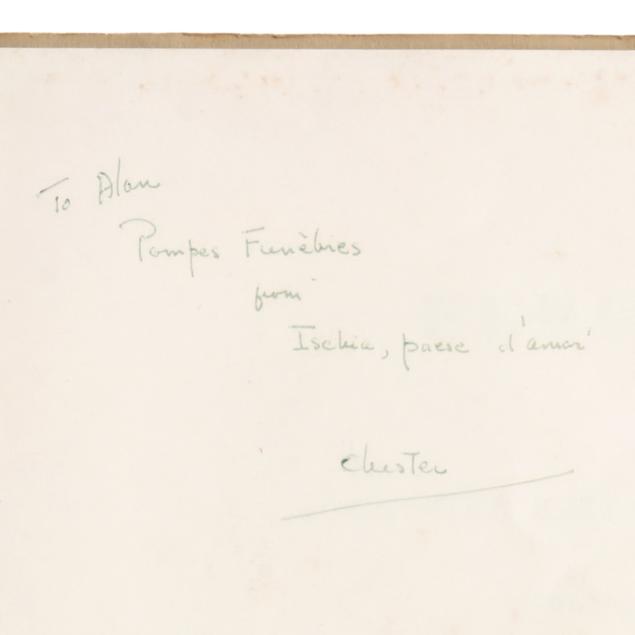 To Alan
Pompes Funèbres
from
Ischia, paese d'amor'
Chester